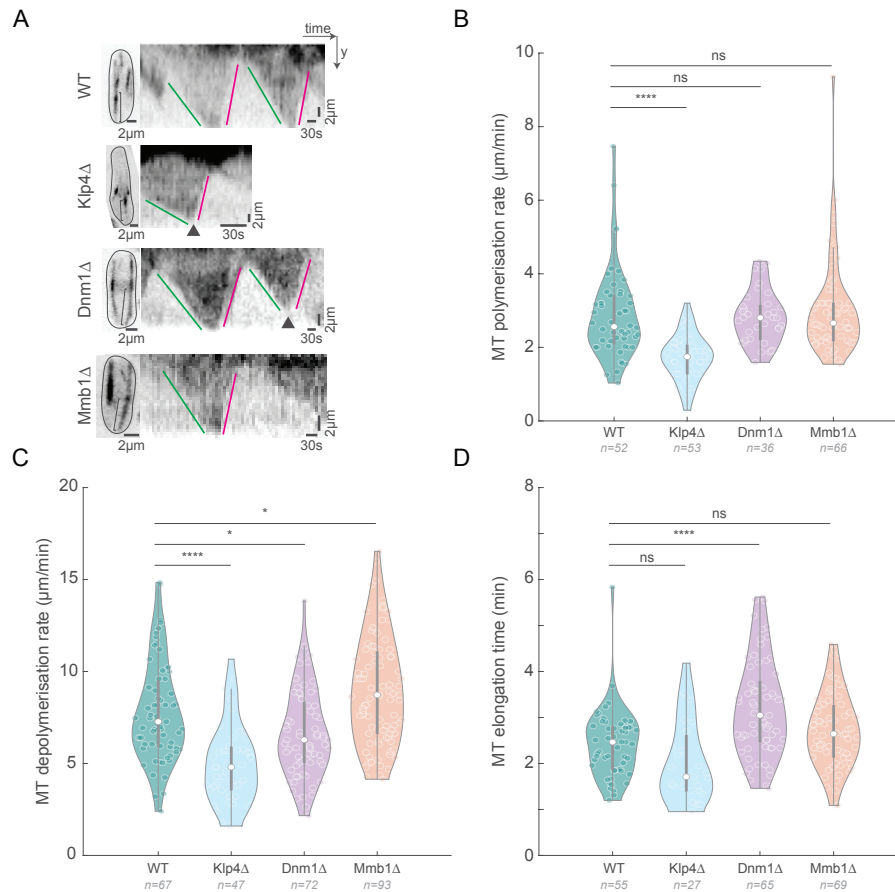 A
time
y
WT
2µm
30s
2µm
Klp4Δ
2µm
30s
2µm
Dnm1Δ
2µm
30s
2µm
Mmb1Δ
2µm
30s
2µm
B
MT polymerisation rate (µm/min)
10
8
6
4
2
0
ns
ns
****
WT Klp4Δ Dnm1Δ Mmb1Δ
n=52 n=53 n=36 n=66
C
MT depolymerisation rate (µm/min)
20
15
10
5
0
*
*
****
WT Klp4Δ Dnm1Δ Mmb1Δ
n=67 n=47 n=72 n=93
D
MT elongation time (min)
8
6
4
2
0
ns
****
ns
WT Klp4Δ Dnm1Δ Mmb1Δ
n=55 n=27 n=65 n=69